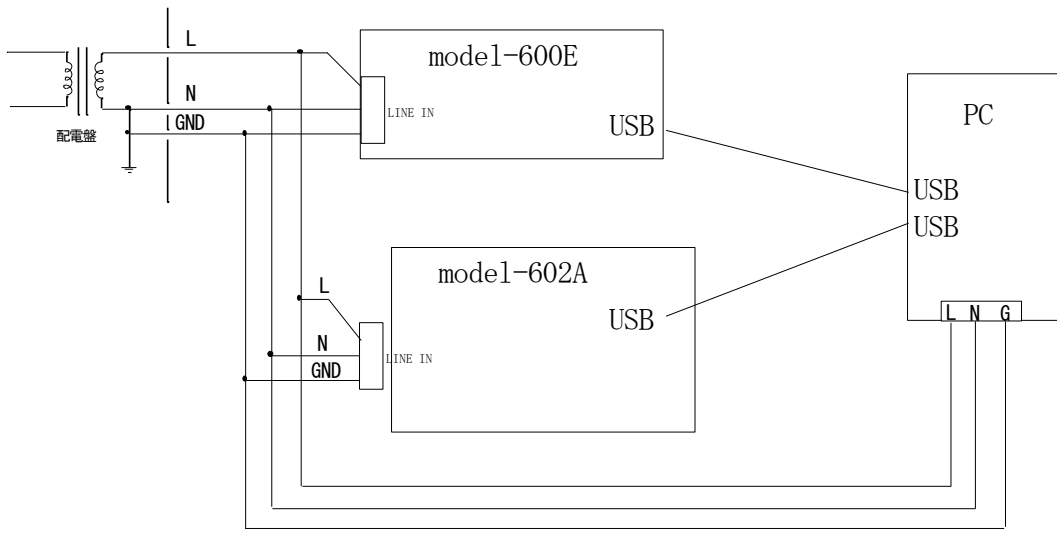 L
model-600E
N
LINE IN
GND
配電盤
USB
PC
USB
USB
model-602A
L
USB
N
LINE IN
GND
L N G